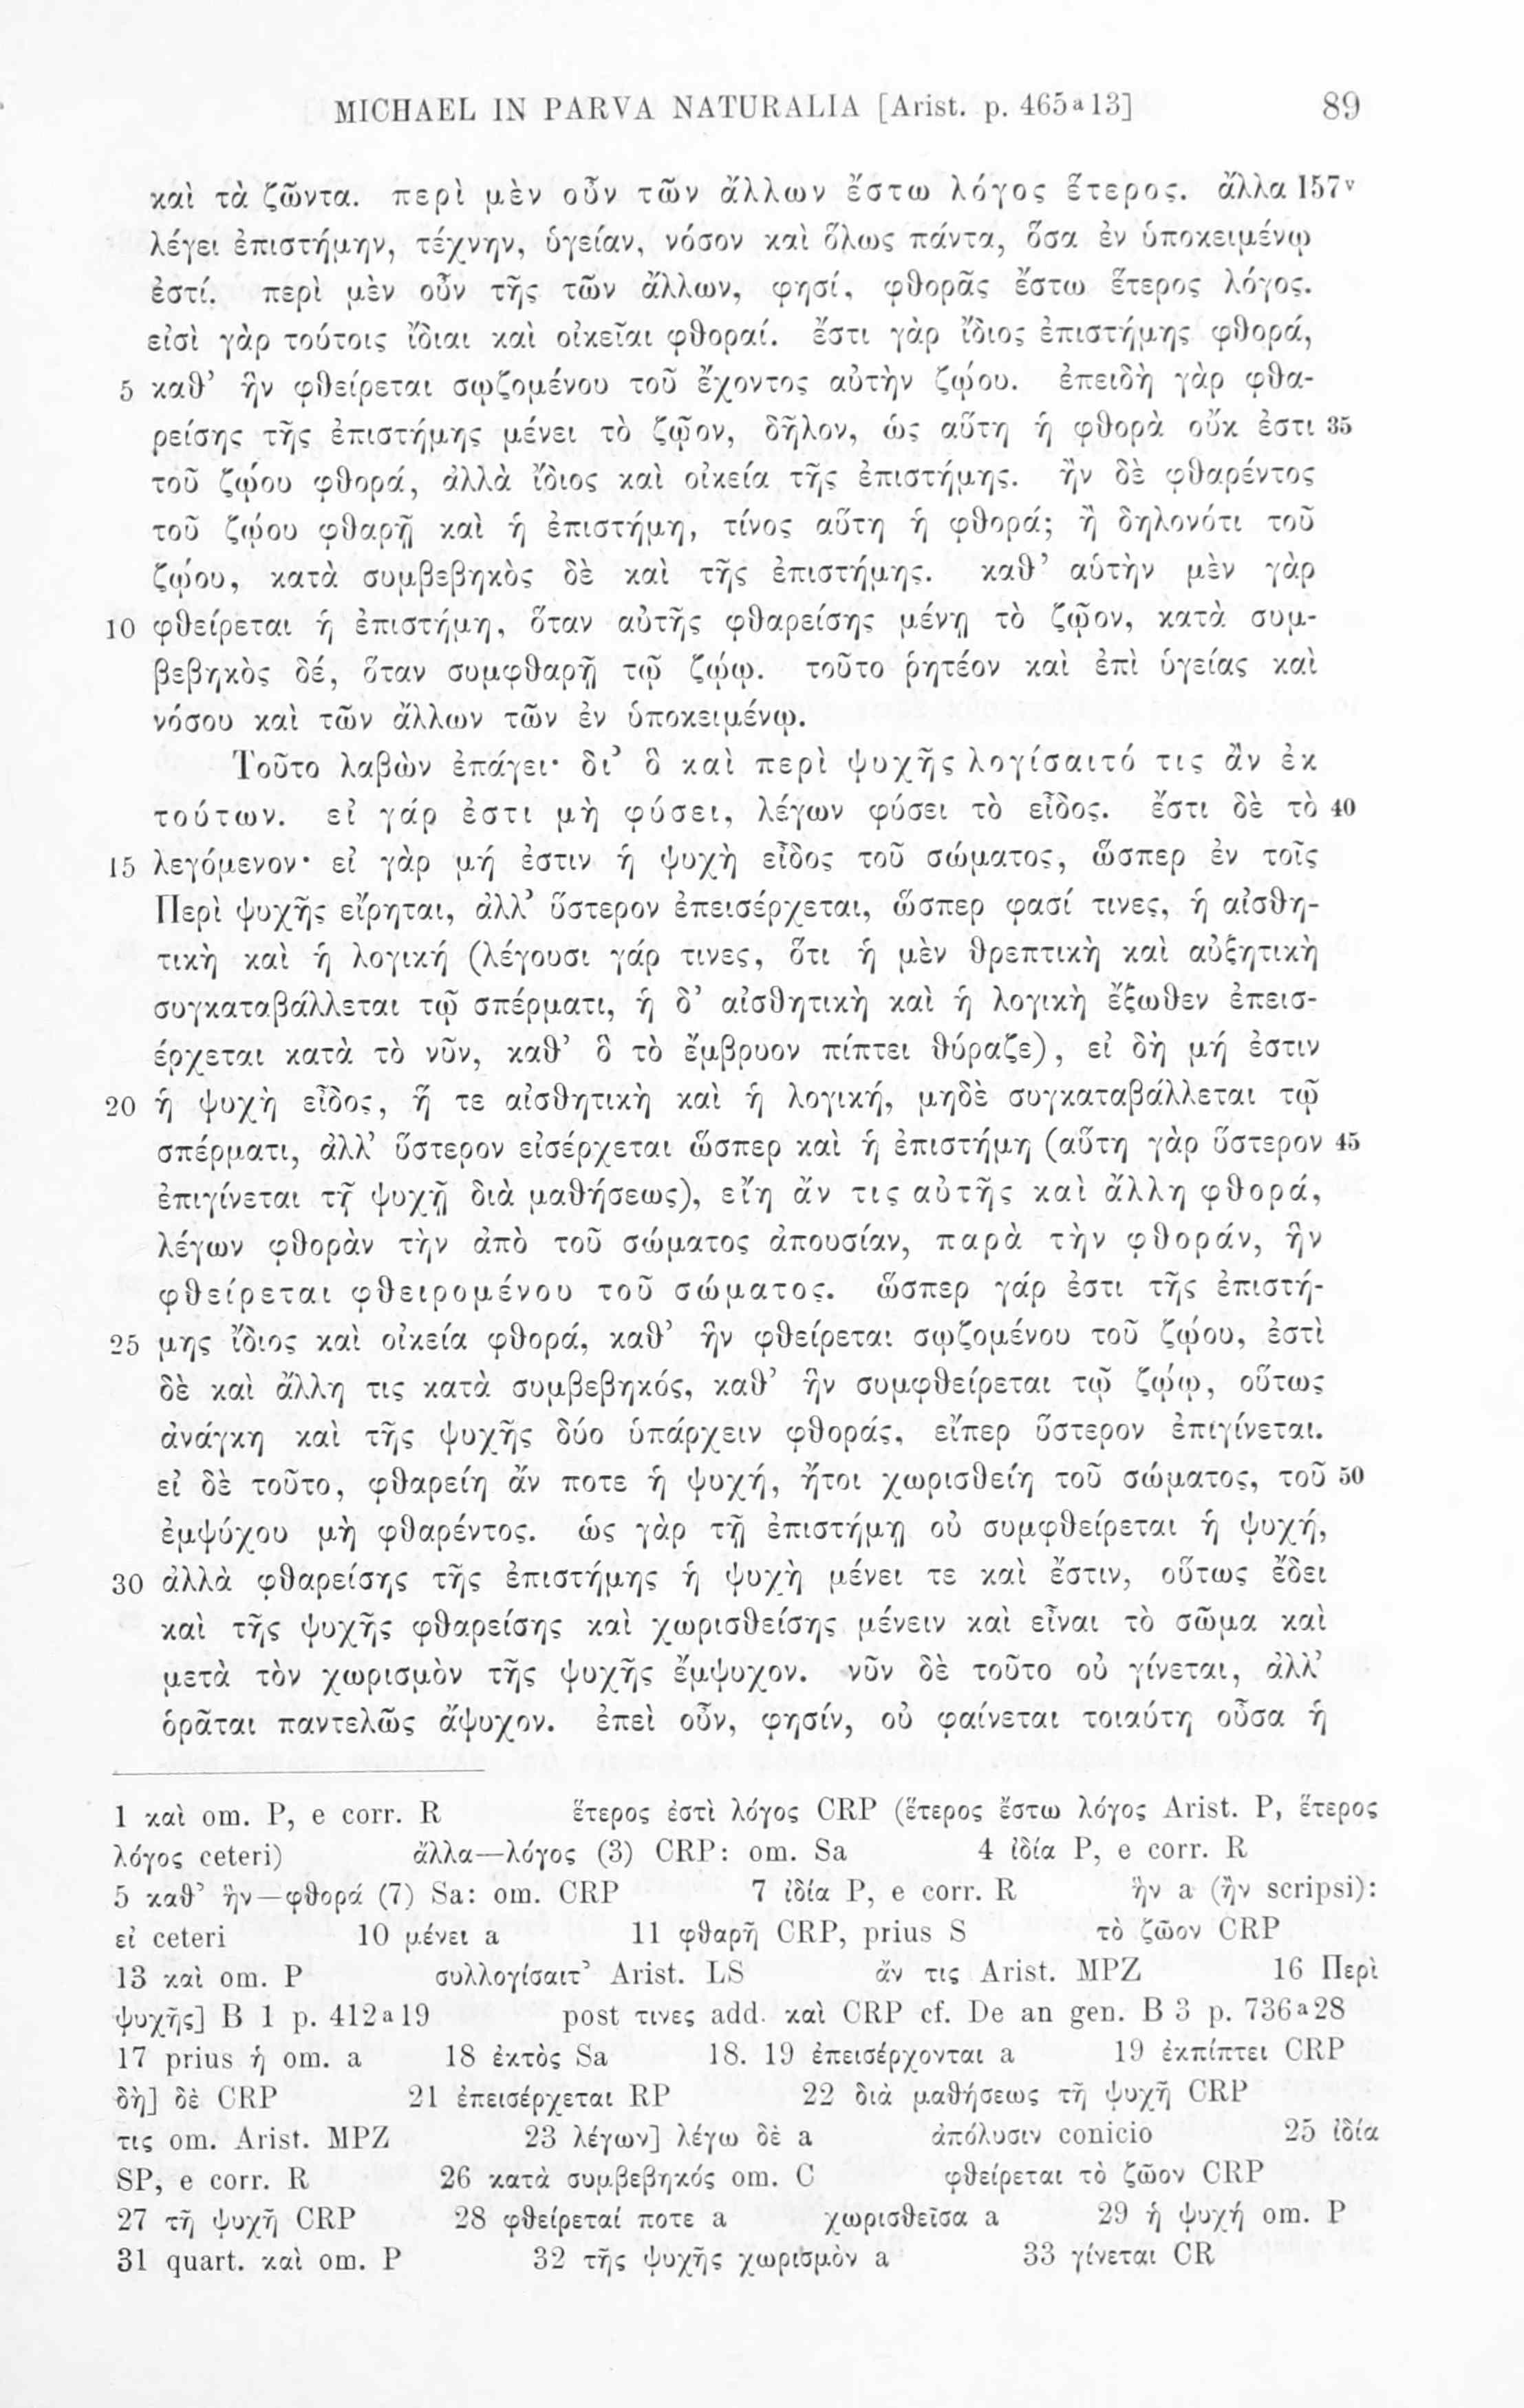 MICHAEL IN PARVA NATURALIA [Arist. p. 465a13] 89
καὶ τὰ ζῶντα. περὶ μὲν οὖν τῶν ἄλλων ἔστω λόγος ἕτερος. ἄλλα 157v
λέγει ἐπιστήμην, τέχνην, ὑγείαν, νόσον καὶ ὅλως πάντα, ὅσα ἐν ὑποκειμένῳ
ἐστί. περὶ μὲν οὖν τῆς τῶν ἄλλων, φησί, φθορᾶς ἔστω ἕτερος λόγος.
εἰσὶ γὰρ τούτοις ἴδιαι καὶ οἰκεῖαι φθοραί. ἔστι γὰρ ἴδιος ἐπιστήμης φθορά,
5 καθ’ ἣν φθείρεται σῳζομένου τοῦ ἔχοντος αὐτὴν ζῴου. ἐπειδὴ γὰρ φθα-
ρείσης τῆς ἐπιστήμης μένει τὸ ζῷον, δῆλον, ὡς αὕτη ἡ φθορὰ οὔκ ἐστι 35
τοῦ ζῴου φθορά, ἀλλὰ ἴδιος καὶ οἰκεία τῆς ἐπιστήμης. ἢν δὲ φθαρέντος
τοῦ ζῴου φθαρῇ καὶ ἡ ἐπιστήμη, τίνος αὕτη ἡ φθορά; ἢ δηλονότι τοῦ
ζῴου, κατὰ συμβεβηκὸς δὲ καὶ τῆς ἐπιστήμης. καθ’ αὑτὴν μὲν γὰρ
10 φθείρεται ἡ ἐπιστήμη, ὅταν αὐτῆς φθαρείσης μένῃ τὸ ζῷον, κατὰ συμ-
βεβηκὸς δέ, ὅταν συμφθαρῇ τῷ ζῴῳ. τοῦτο ῥητέον καὶ ἐπὶ ὑγείας καὶ
νόσου καὶ τῶν ἄλλων τῶν ἐν ὑποκειμένῳ.
Τοῦτο λαβὼν ἐπάγει· δι’ ὃ καὶ περὶ ψυχῆς λογίσαιτό τις ἂν ἐκ
τούτων. εἰ γάρ ἐστι μὴ φύσει, λέγων φύσει τὸ εἶδος. ἔστι δὲ τὸ 40
15 λεγόμενον· εἰ γὰρ μή ἐστιν ἡ ψυχὴ εἶδος τοῦ σώματος, ὥσπερ ἐν τοῖς
Περὶ ψυχῆς εἴρηται, ἀλλ’ ὕστερον ἐπεισέρχεται, ὥσπερ φασί τινες, ἡ αἰσθη-
τικὴ καὶ ἡ λογική (λέγουσι γάρ τινες, ὅτι ἡ μὲν θρεπτικὴ καὶ αὐξητικὴ
συγκαταβάλλεται τῷ σπέρματι, ἡ δ’ αἰσθητικὴ καὶ ἡ λογικὴ ἔξωθεν ἐπεισ-
έρχεται κατὰ τὸ νῦν, καθ’ ὃ τὸ ἔμβρυον πίπτει θύραζε), εἰ δὴ μή ἐστιν
20 ἡ ψυχὴ εἶδος, ἥ τε αἰσθητικὴ καὶ ἡ λογική, μηδὲ συγκαταβάλλεται τῷ
σπέρματι, ἀλλ’ ὕστερον εἰσέρχεται ὥσπερ καὶ ἡ ἐπιστήμη (αὕτη γὰρ ὕστερον 45
ἐπιγίνεται τῇ ψυχῇ διὰ μαθήσεως), εἴη ἄν τις αὐτῆς καὶ ἄλλη φθορά,
λέγων φθορὰν τὴν ἀπὸ τοῦ σώματος ἀπουσίαν, παρὰ τὴν φθοράν, ἣν
φθείρεται φθειρομένου τοῦ σώματος. ὥσπερ γάρ ἐστι τῆς ἐπιστή-
25 μης ἴδιος καὶ οἰκεία φθορά, καθ’ ἣν φθείρεται σῳζομένου τοῦ ζῴου, ἐστὶ
δὲ καὶ ἄλλη τις κατὰ συμβεβηκός, καθ’ ἣν συμφθείρεται τῷ ζῴῳ, οὕτως
ἀνάγκη καὶ τῆς ψυχῆς δύο ὑπάρχειν φθοράς, εἴπερ ὕστερον ἐπιγίνεται.
εἰ δὲ τοῦτο, φθαρείη ἄν ποτε ἡ ψυχή, ἤτοι χωρισθείη τοῦ σώματος, τοῦ 50
ἐμψύχου μὴ φθαρέντος. ὡς γὰρ τῇ ἐπιστήμῃ οὐ συμφθείρεται ἡ ψυχή,
30 ἀλλὰ φθαρείσης τῆς ἐπιστήμης ἡ ψυχὴ μένει τε καὶ ἔστιν, οὕτως ἔδει
καὶ τῆς ψυχῆς φθαρείσης καὶ χωρισθείσης μένειν καὶ εἶναι τὸ σῶμα καὶ
μετὰ τὸν χωρισμὸν τῆς ψυχῆς ἔμψυχον. νῦν δὲ τοῦτο οὐ γίνεται, ἀλλ’
ὁρᾶται παντελῶς ἄψυχον. ἐπεὶ οὖν, φησίν, οὐ φαίνεται τοιαύτη οὖσα ἡ
1 καὶ om. P, e corr. R ἕτερος ἐστὶ λόγος CRP (ἕτερος ἔστω λόγος Arist. P, ἕτερος
λόγος ceteri) ἄλλα—λόγος (3) CRP: om. Sa 4 ἰδία P, e corr. R
5 καθ’ ἣν—φθορά (7) Sa: om. CRP 7 ἰδία P, e corr. R ἣν a (ἢν scripsi):
εἰ ceteri 10 μένει a 11 φθαρῇ CRP, prius S τὸ ζῶον CRP
13 καὶ om. P συλλογίσαιτ’ Arist. LS ἄν τις Arist. MPZ 16 Περὶ
ψυχῆς] B 1 p. 412a19 post τινες add. καὶ CRP cf. De an gen. B 3 p. 736a28
17 prius ἡ om. a 18 ἐκτὸς Sa 18. 19 ἐπεισέρχονται a 19 ἐκπίπτει CRP
δὴ] δὲ CRP 21 ἐπεισέρχεται RP 22 διὰ μαθήσεως τῇ ψυχῇ CRP
τις om. Arist. MPZ 23 λέγων] λέγω δὲ a ἀπόλυσιν conicio 25 ἰδία
SP, e corr. R 26 κατὰ συμβεβηκός om. C φθείρεται τὸ ζῶον CRP
27 τῇ ψυχῇ CRP 28 φθείρεταί ποτε a χωρισθεῖσα a 29 ἡ ψυχή om. P
31 quart. καὶ om. P 32 τῆς ψυχῆς χωρισμὸν a 33 γίνεται CR